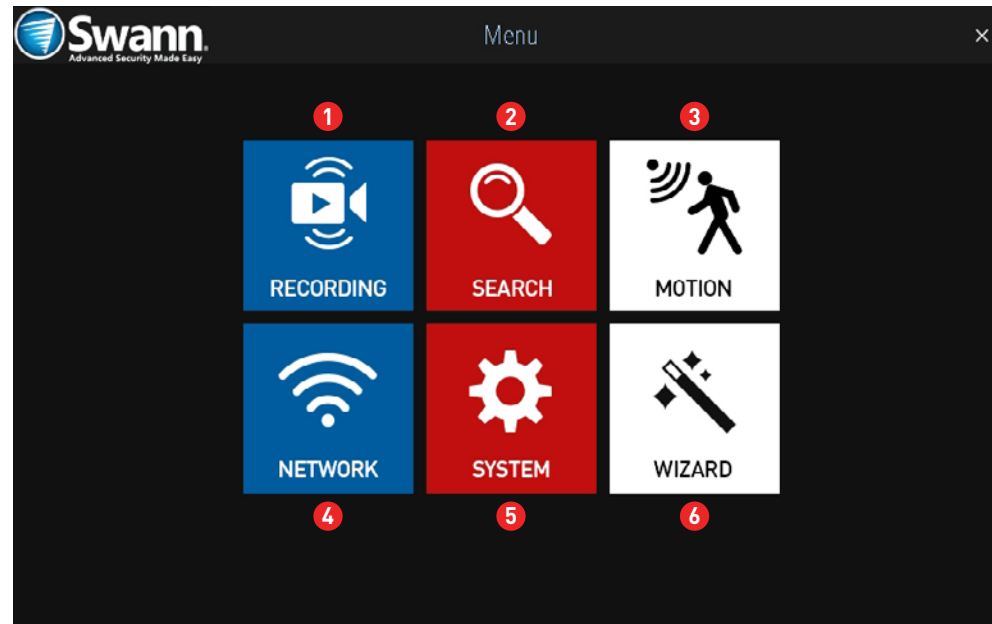 Swann.
Advanced Security Made Easy
Menu
×
1 2 3
RECORDING SEARCH MOTION
NETWORK SYSTEM WIZARD
4 5 6